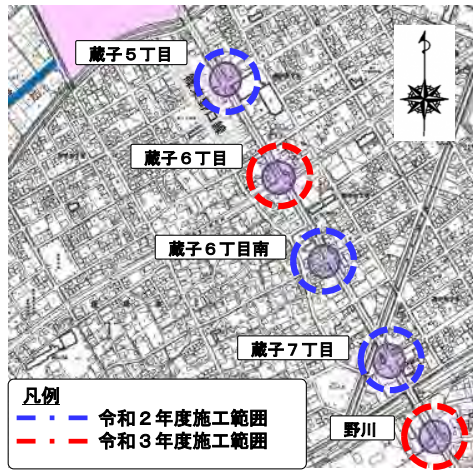 蔵子５丁目
蔵子６丁目
蔵子６丁目南
蔵子７丁目
野川
凡例
令和２年度施工範囲
令和３年度施工範囲